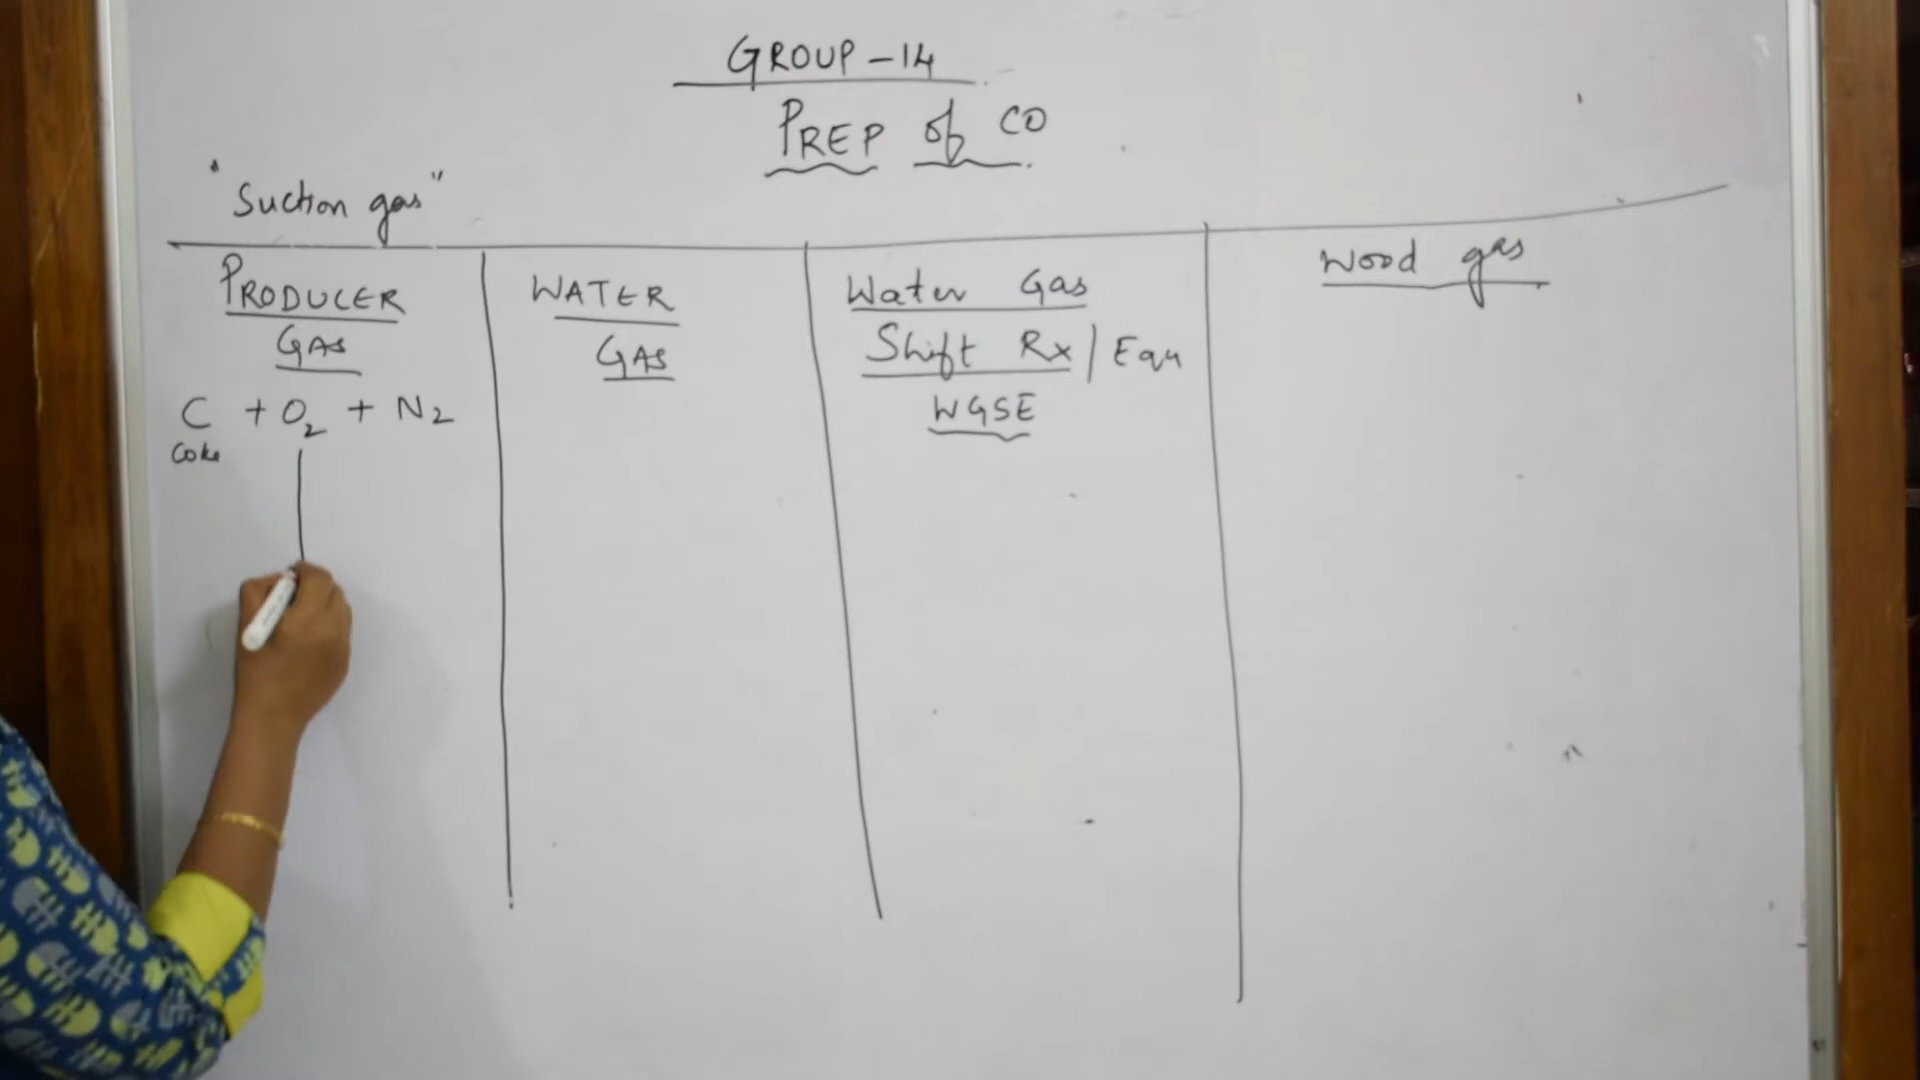 GROUP - 14
PREP of CO
"Suction gas"
PRODUCER
GAS
C + O2 + N2
Coke
WATER
GAS
Water Gas
Shift Rx / Equ
WGSE
Wood gas